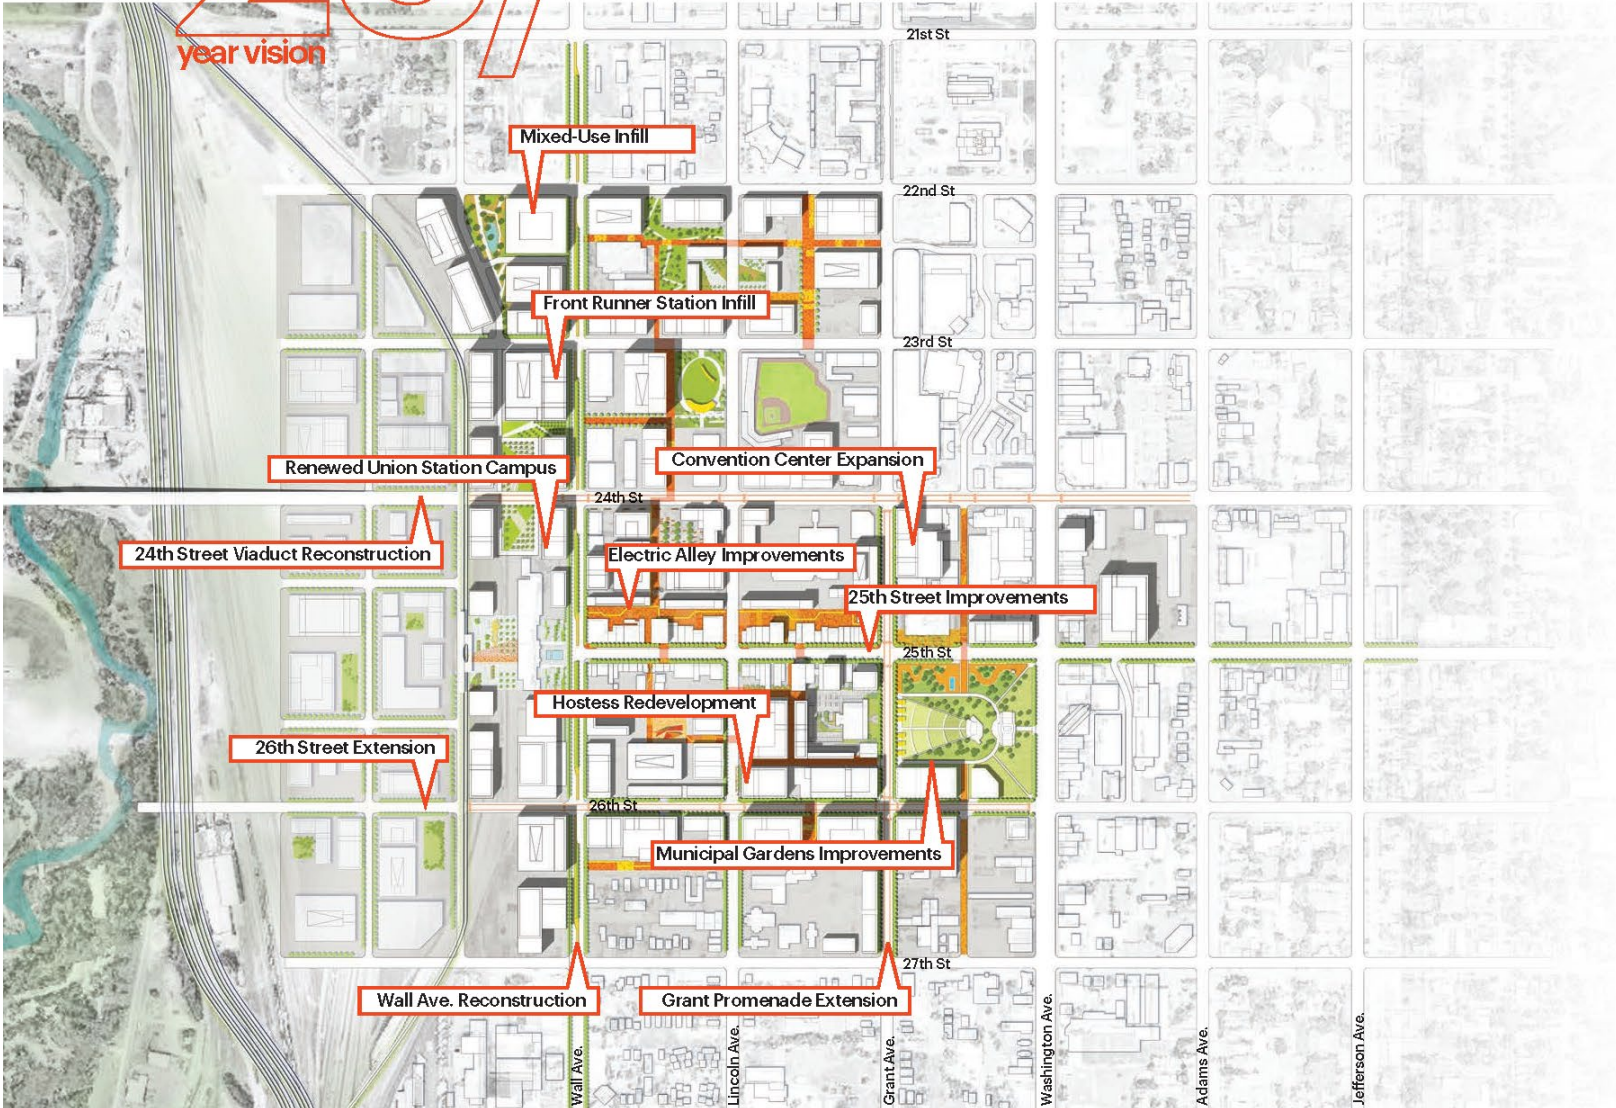 year vision
21st St
Mixed-Use Infill
22nd St
Front Runner Station Infill
23rd St
Convention Center Expansion
Renewed Union Station Campus
24th St
24th Street Viaduct Reconstruction
Electric Alley Improvements
25th Street Improvements
25th St
Hostess Redevelopment
26th Street Extension
26th St
Municipal Gardens Improvements
27th St
Wall Ave. Reconstruction
Grant Promenade Extension
Wall Ave.
Lincoln Ave.
Grant Ave.
Washington Ave.
Adams Ave.
Jefferson Ave.